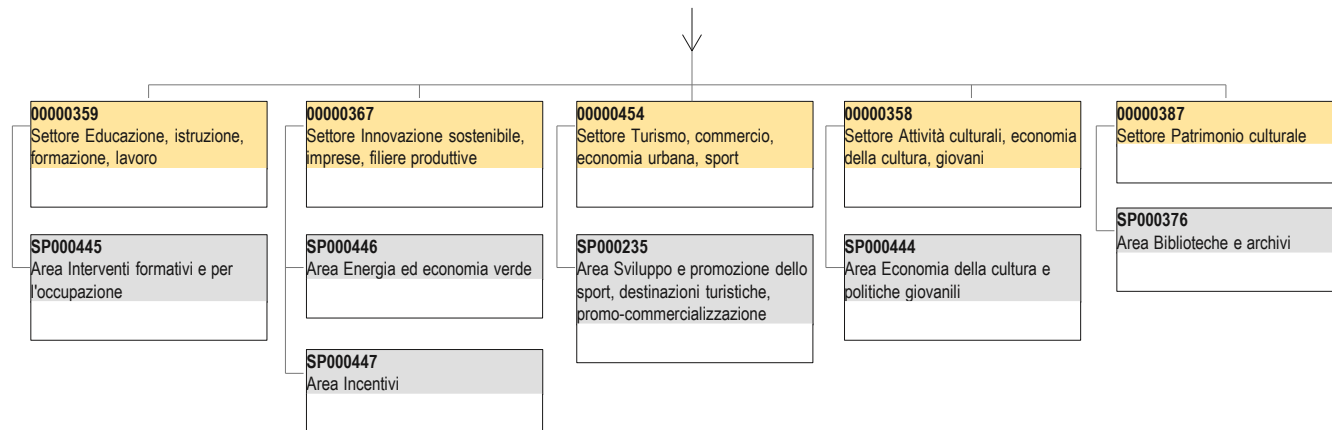 00000359
Settore Educazione, istruzione,
formazione, lavoro
SP000445
Area Interventi formativi e per
l'occupazione
00000367
Settore Innovazione sostenibile,
imprese, filiere produttive
SP000446
Area Energia ed economia verde
SP000447
Area Incentivi
00000454
Settore Turismo, commercio,
economia urbana, sport
SP000235
Area Sviluppo e promozione dello
sport, destinazioni turistiche,
promo-commercializzazione
00000358
Settore Attività culturali, economia
della cultura, giovani
SP000444
Area Economia della cultura e
politiche giovanili
00000387
Settore Patrimonio culturale
SP000376
Area Biblioteche e archivi